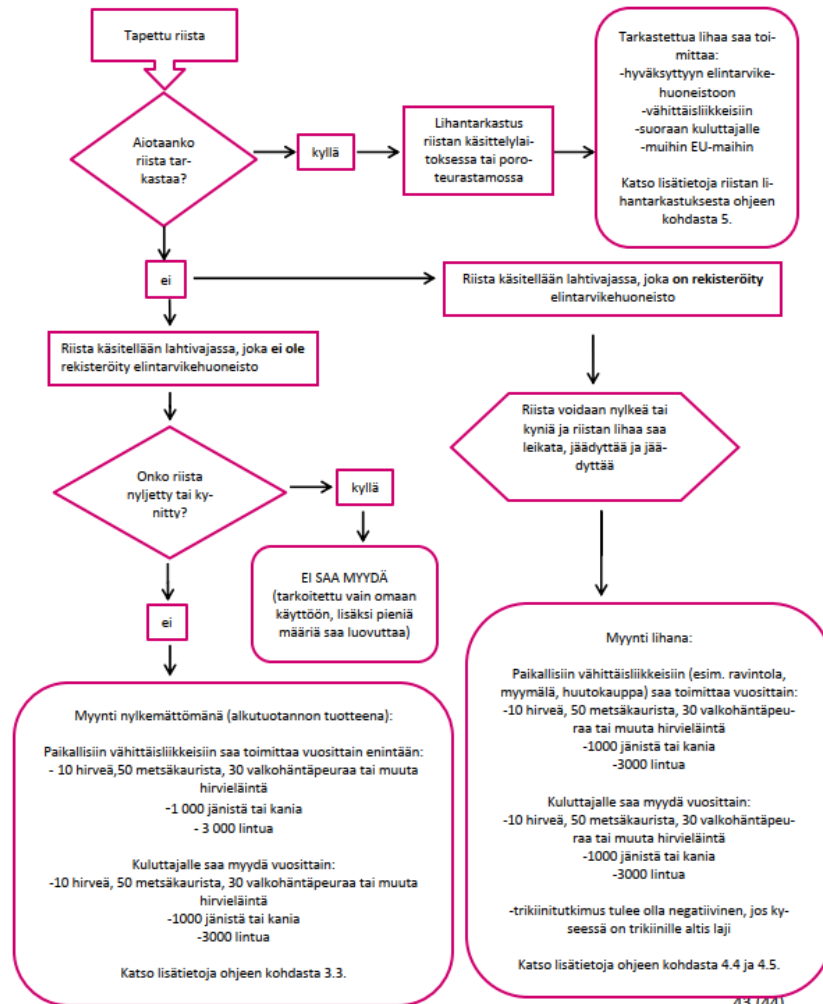 Tapettu riista
Aiotaanko
riista tar-
kastaa?
kyllä
Lihantarkastus
riistan käsittelylai-
toksessa tai poro-
teurastamossa
Tarkastettua lihaa saa toi-
mittaa:
-hyväksyttyyn elintarvike-
huoneistoon
-vähittäisliikkeisiin
-suoraan kuluttajalle
-muihin EU-maihin
Katso lisätietoja riistan li-
hantarkastuksesta ohjeen
kohdasta 5.
ei
Riista käsitellään lahtivajassa, joka on rekisteröity
elintarvikehuoneisto
Riista käsitellään lahtivajassa, joka ei ole
rekisteröity elintarvikehuoneisto
Riista voidaan nylkeä tai
kyniä ja riistan lihaa saa
leikata, jäädyttää ja jää-
dyttää
Onko riista
nyljetty tai ky-
nitty?
kyllä
EI SAA MYYDÄ
(tarkoitettu vain omaan
käyttöön, lisäksi pieniä
määriä saa luovuttaa)
ei
Myynti nylkemättömänä (alkutuotannon tuotteena):
Paikallisiin vähittäisliikkeisiin saa toimittaa vuosittain enintään:
- 10 hirveä,50 metsäkaurista, 30 valkohäntäpeuraa tai muuta
hirvieläintä
-1 000 jänistä tai kania
- 3 000 lintua
Kuluttajalle saa myydä vuosittain:
-10 hirveä, 50 metsäkaurista, 30 valkohäntäpeuraa tai muuta
hirvieläintä
-1000 jänistä tai kania
-3000 lintua
Katso lisätietoja ohjeen kohdasta 3.3.
Myynti lihana:
Paikallisiin vähittäisliikkeisiin (esim. ravintola,
myymälä, huutokauppa) saa toimittaa vuosittain:
-10 hirveä, 50 metsäkaurista, 30 valkohäntäpeu-
raa tai muuta hirvieläintä
-1000 jänistä tai kania
-3000 lintua
Kuluttajalle saa myydä vuosittain:
-10 hirveä, 50 metsäkaurista, 30 valkohäntäpeu-
raa tai muuta hirvieläintä
-1000 jänistä tai kania
-3000 lintua
-trikiinitutkimus tulee olla negatiivinen, jos ky-
seessä on trikiinille altis laji
Katso lisätietoja ohjeen kohdasta 4.4 ja 4.5.
43 (44)